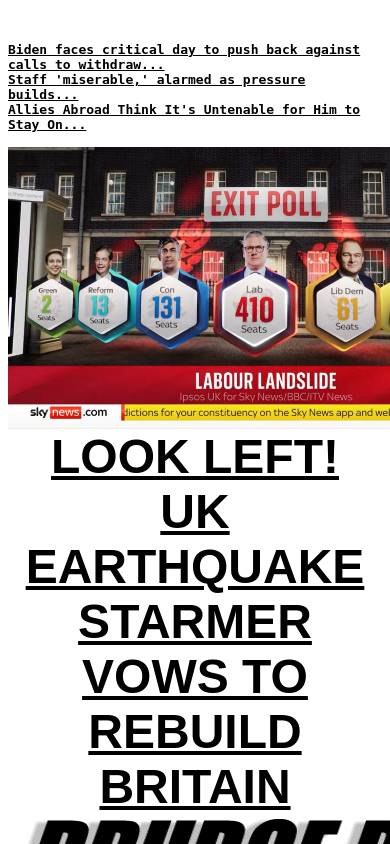 Biden faces critical day to push back against
calls to withdraw...
Staff 'miserable,' alarmed as pressure
builds...
Allies Abroad Think It's Untenable for Him to
Stay On...
EXIT POLL
Green
2
Seats
Reform
13
Seats
Con
131
Seats
Lab
410
Seats
Lib Dem
61
Seats
LABOUR LANDSLIDE
Ipsos UK for Sky News/BBC/ITV News
sky news.com
dictions for your constituency on the Sky News app and wel
LOOK LEFT!
UK
EARTHQUAKE
STARMER
VOWS TO
REBUILD
BRITAIN